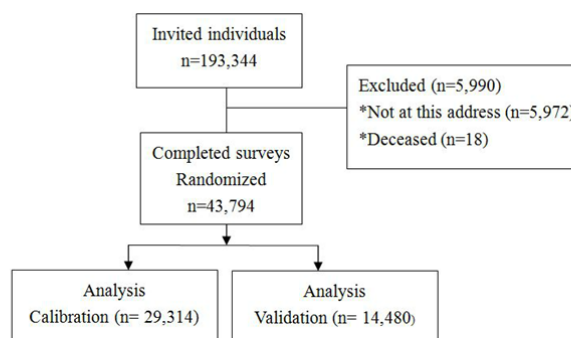 Invited individuals
n=193,344
Excluded (n=5,990)
*Not at this address (n=5,972)
*Deceased (n=18)
Completed surveys
Randomized
n=43,794
Analysis
Calibration (n= 29,314)
Analysis
Validation (n= 14,480)